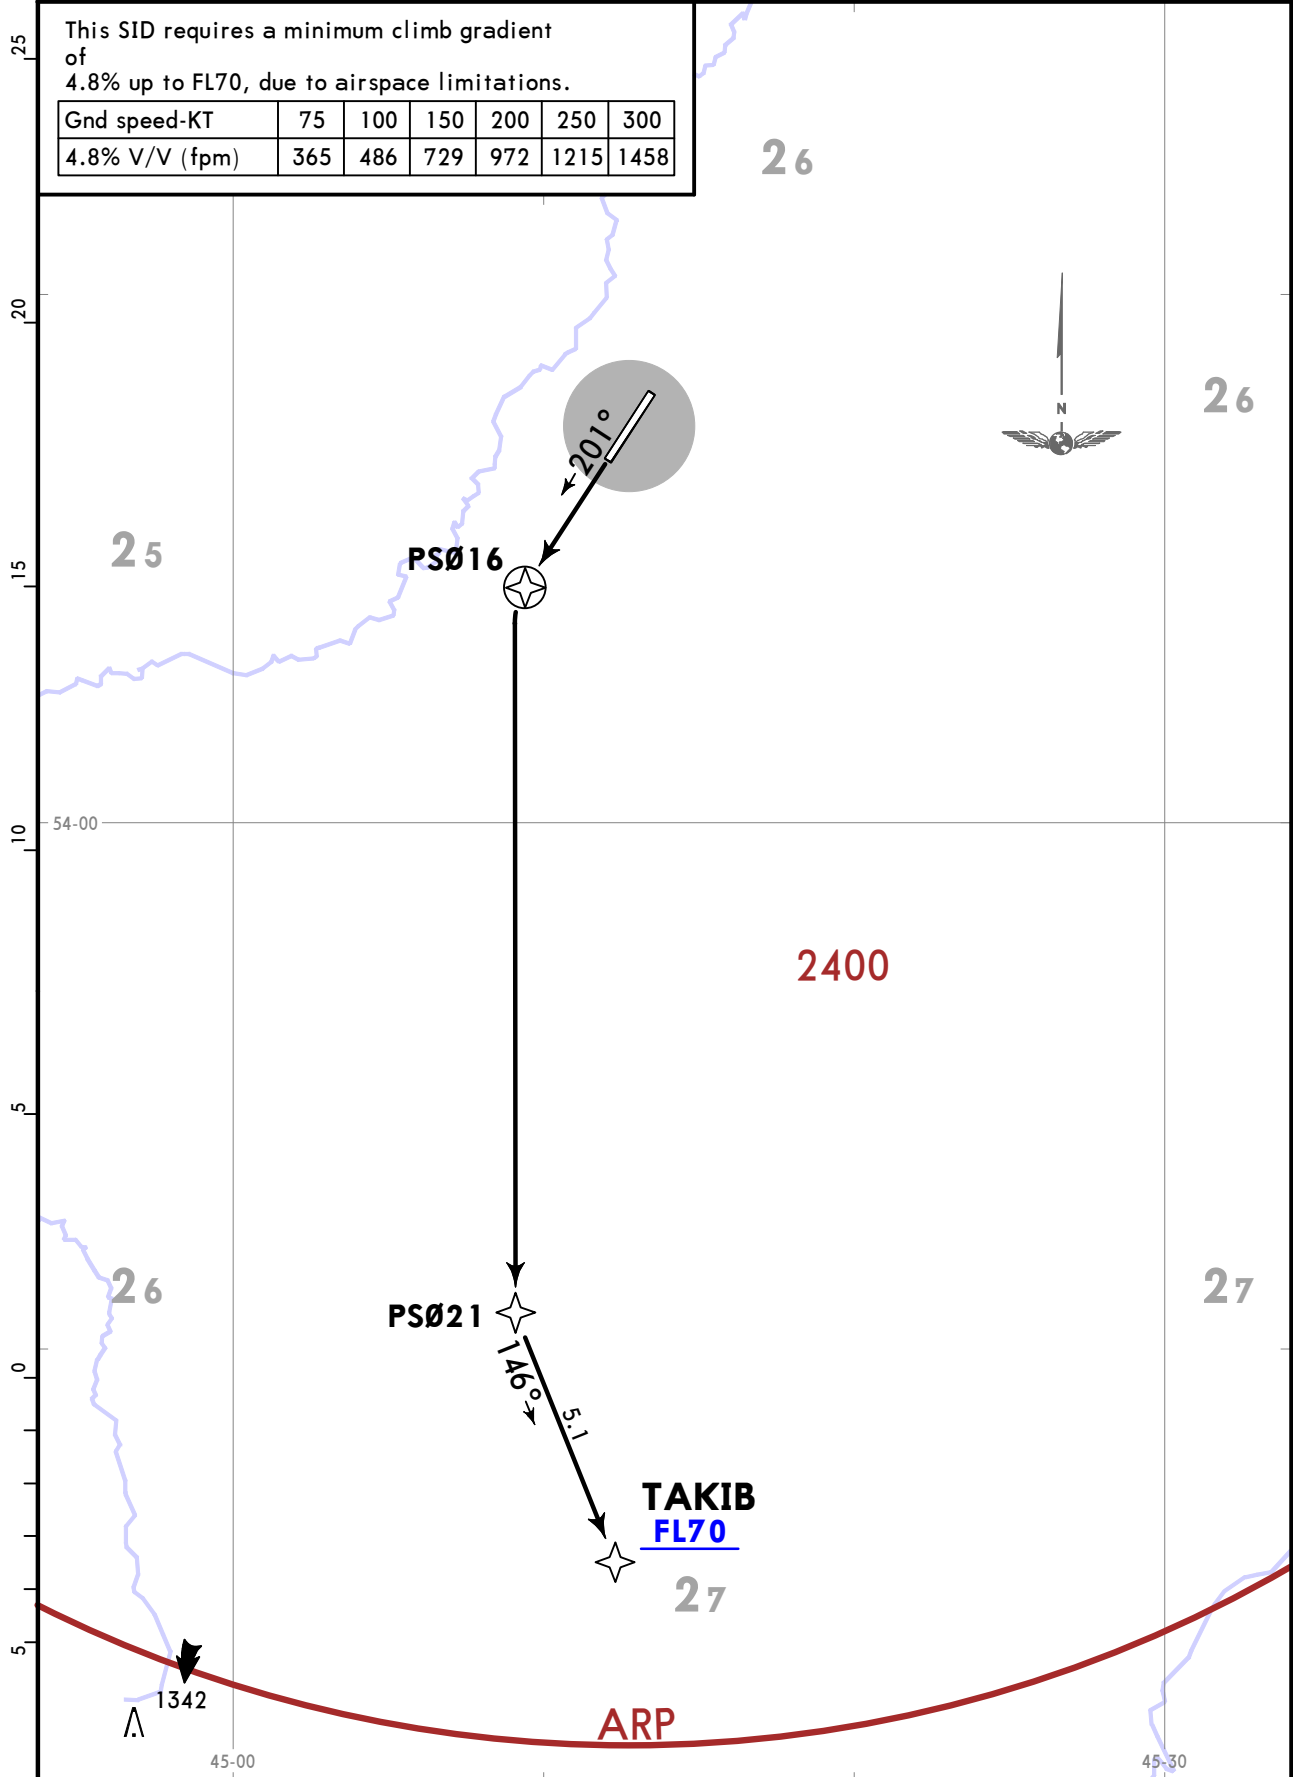 This SID requires a minimum climb gradient
of
4.8% up to FL70, due to airspace limitations.
Gnd speed-KT 75 100 150 200 250 300
4.8% V/V (fpm) 365 486 729 972 1215 1458
25
26
20
N
26
201°
15
25
PSØ16
10
54-00
2400
5
26
27
PSØ21
0
146°
5.1
TAKIB
FL70
27
5
1342
ARP
45-00
45-30